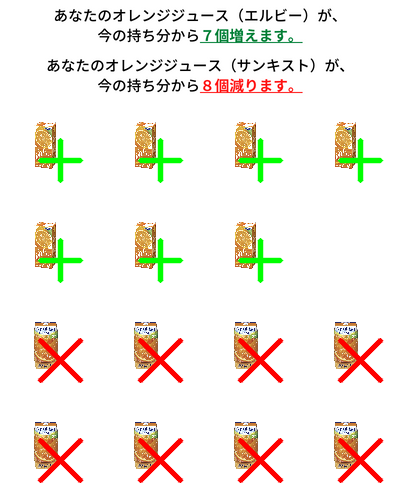 あなたのオレンジジュース（エルビー）が、
今の持ち分から７個増えます。
あなたのオレンジジュース（サンキスト）が、
今の持ち分から８個減ります。